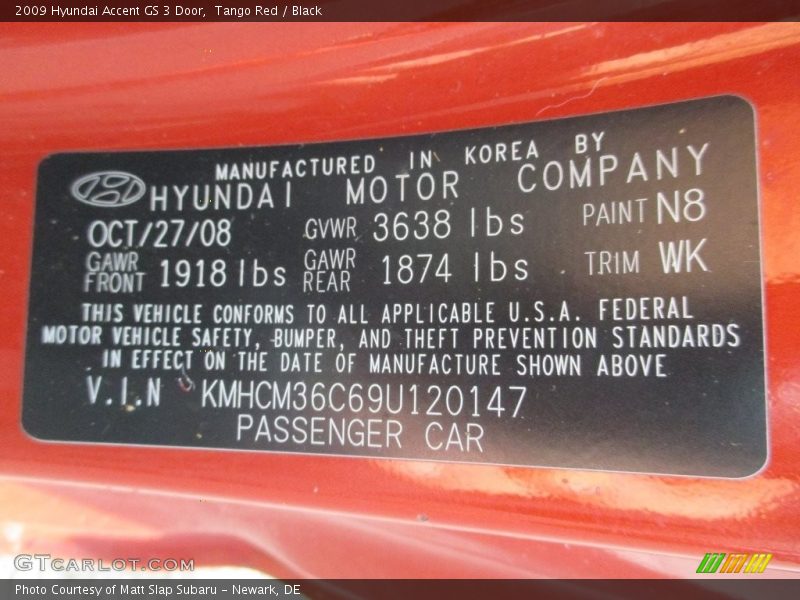 2009 Hyundai Accent GS 3 Door,  Tango Red / Black
MANUFACTURED IN KOREA BY
HYUNDAI MOTOR COMPANY
OCT/27/08 GVWR 3638 lbs PAINT N8
GAWR FRONT 1918 lbs GAWR REAR 1874 lbs TRIM WK
THIS VEHICLE CONFORMS TO ALL APPLICABLE U.S.A. FEDERAL
MOTOR VEHICLE SAFETY, BUMPER, AND THEFT PREVENTION STANDARDS
IN EFFECT ON THE DATE OF MANUFACTURE SHOWN ABOVE
V.I.N KMHCM36C69U120147
PASSENGER CAR
GTCARLOT.COM
Photo Courtesy of Matt Slap Subaru - Newark, DE